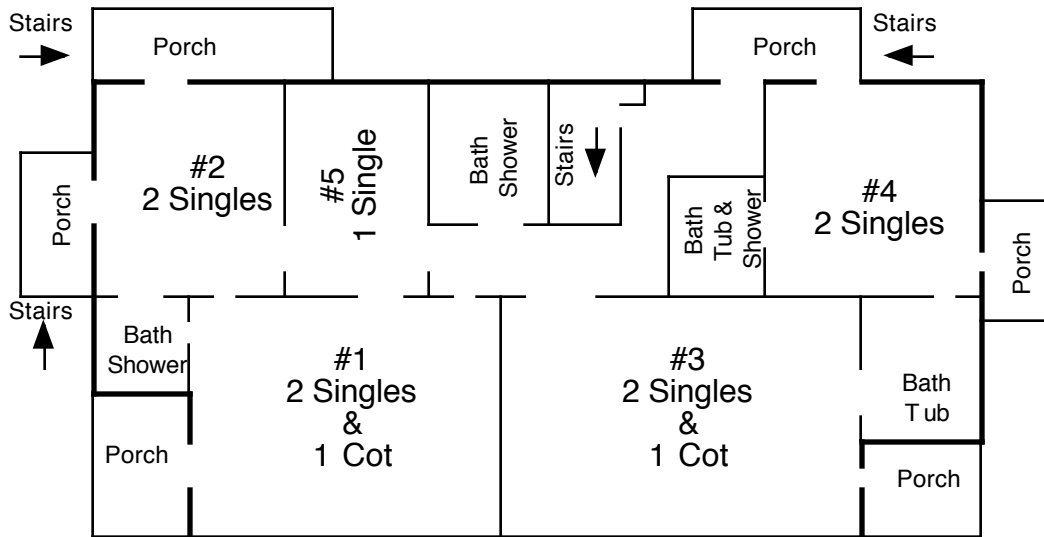 Stairs
Porch
Porch
Stairs
#2
2 Singles
#5
1 Single
Bath
Shower
Stairs
Bath
Tub &
Shower
#4
2 Singles
Porch
Porch
Stairs
Bath
Shower
#1
2 Singles
&
1 Cot
#3
2 Singles
&
1 Cot
Bath
Tub
Porch
Porch